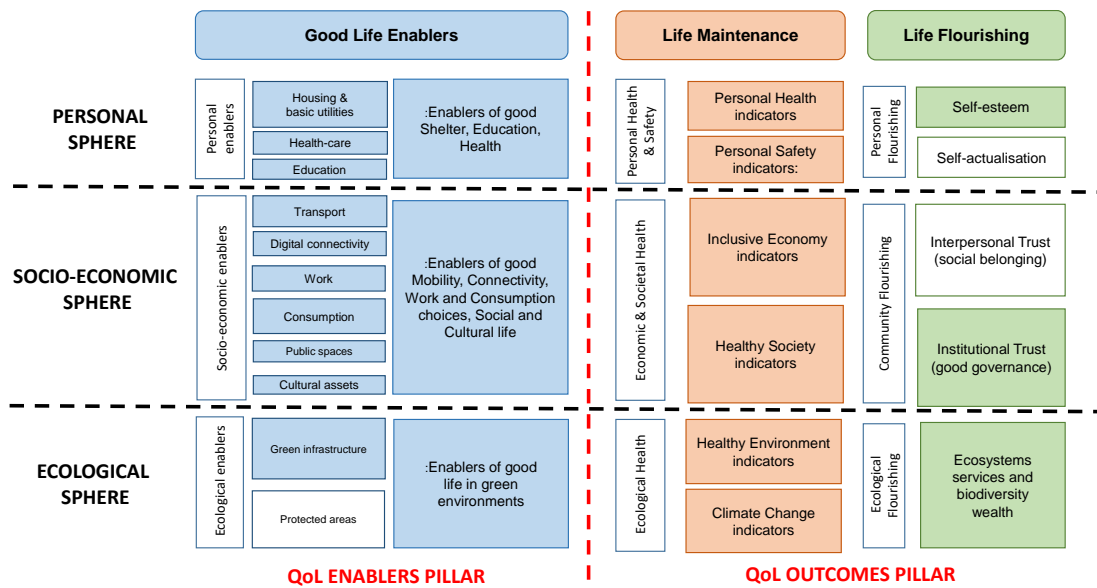 Good Life Enablers
Life Maintenance
Life Flourishing
PERSONAL
SPHERE
Personal
enablers
Housing &
basic utilities
Health-care
Education
:Enablers of good
Shelter, Education,
Health
Personal Health
& Safety
Personal Health
indicators
Personal Safety
indicators:
Personal
Flourishing
Self-esteem
Self-actualisation
SOCIO-ECONOMIC
SPHERE
Socio-economic enablers
Transport
Digital connectivity
Work
Consumption
Public spaces
Cultural assets
:Enablers of good
Mobility, Connectivity,
Work and Consumption
choices, Social and
Cultural life
Economic & Societal Health
Inclusive Economy
indicators
Healthy Society
indicators
Community Flourishing
Interpersonal Trust
(social belonging)
Institutional Trust
(good governance)
ECOLOGICAL
SPHERE
Ecological enablers
Green infrastructure
Protected areas
:Enablers of good
life in green
environments
Ecological Health
Healthy Environment
indicators
Climate Change
indicators
Ecological
Flourishing
Ecosystems
services and
biodiversity
wealth
QoL ENABLERS PILLAR
QoL OUTCOMES PILLAR